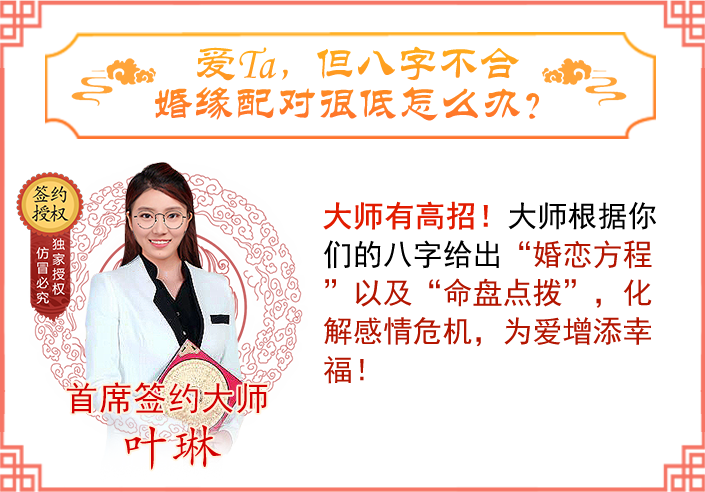 爱Ta，但八字不合
婚缘配对很低怎么办？
签约
授权
独家授权
仿冒必究
大师有高招！大师根据你
们的八字给出“婚恋方程
”以及“命盘点拨”，化
解感情危机，为爱增添幸
福！
首席签约大师
叶琳